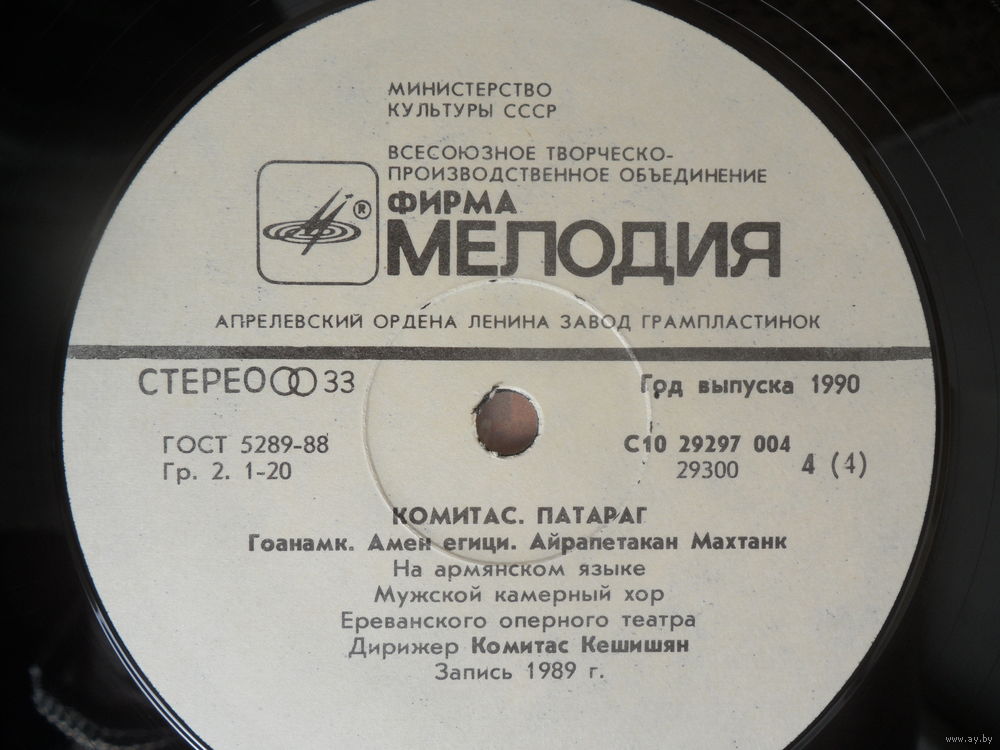 МИНИСТЕРСТВО
КУЛЬТУРЫ СССР
ВСЕСОЮЗНОЕ ТВОРЧЕСКО-
ПРОИЗВОДСТВЕННОЕ ОБЪЕДИНЕНИЕ
ФИРМА
®
МЕЛОДИЯ
АПРЕЛЕВСКИЙ ОРДЕНА ЛЕНИНА ЗАВОД ГРАМПЛАСТИНОК
СТЕРЕО 33
Год выпуска 1990
ГОСТ 5289-88
Гр. 2. 1-20
С10 29297 004
29300
4 (4)
КОМИТАС. ПАТАРАГ
Гоанамк. Амен егици. Айрапетакан Махтанк
На армянском языке
Мужской камерный хор
Ереванского оперного театра
Дирижер Комитас Кешишян
Запись 1989 г.
www.ay.by